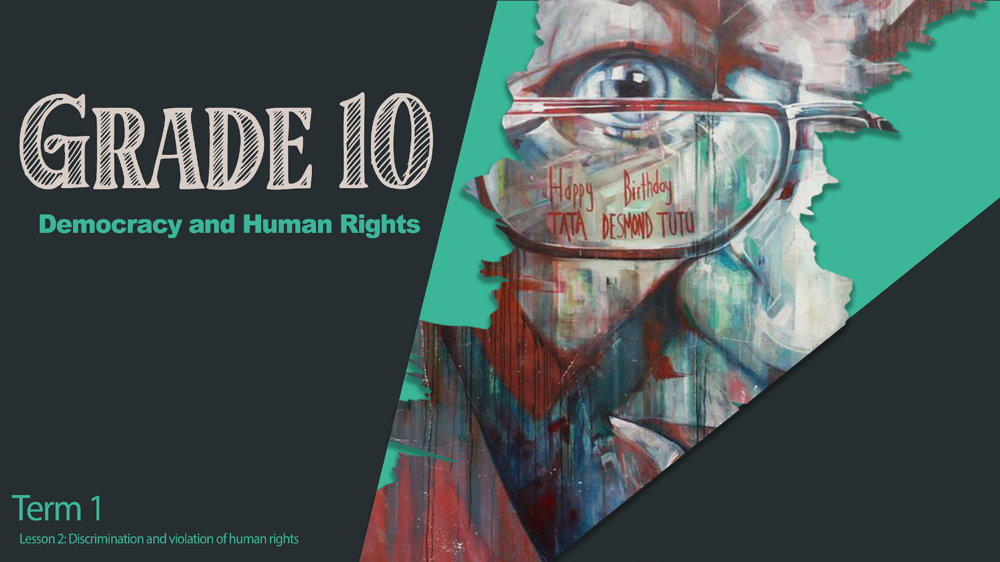 GRADE 10
Democracy and Human Rights
Happy Birthday
TATA DESMOND TUTU
Term 1
Lesson 2: Discrimination and violation of human rights